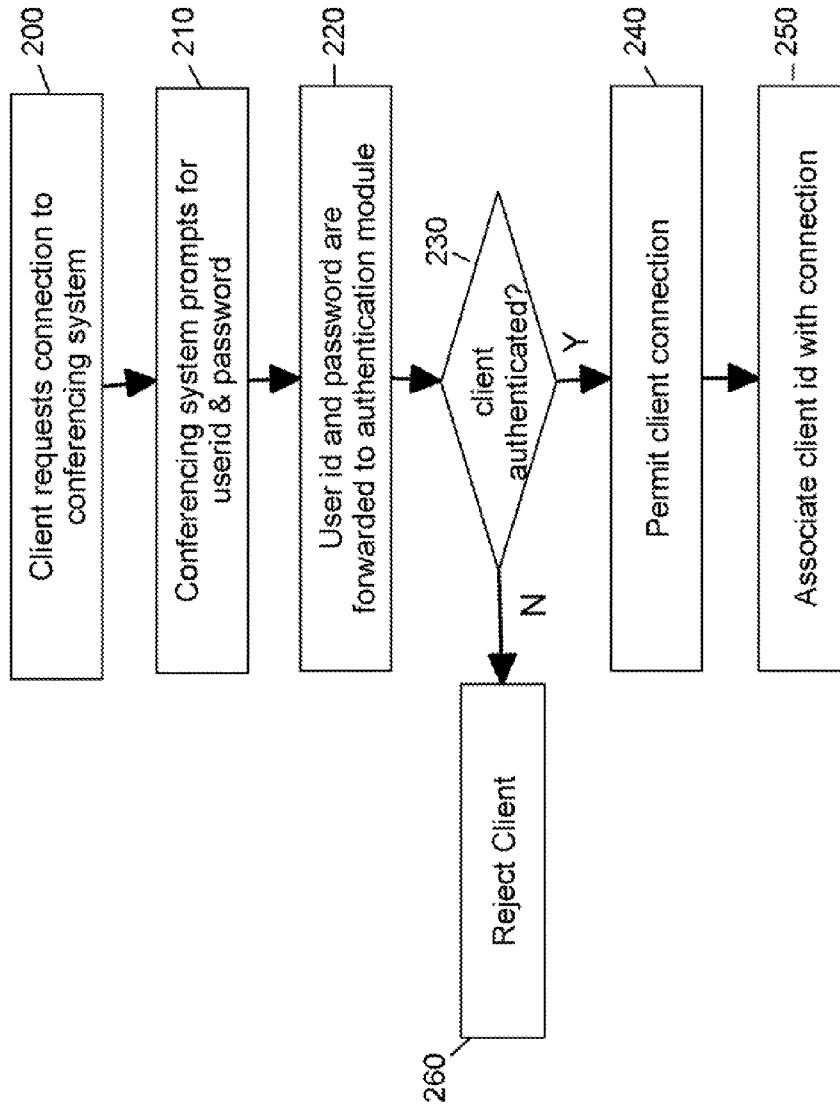 200
Client requests connection to
conferencing system
210
Conferencing system prompts for
userid & password
220
User id and password are
forwarded to authentication module
230
client
authenticated?
N
Y
260
Reject Client
240
Permit client connection
250
Associate client id with connection